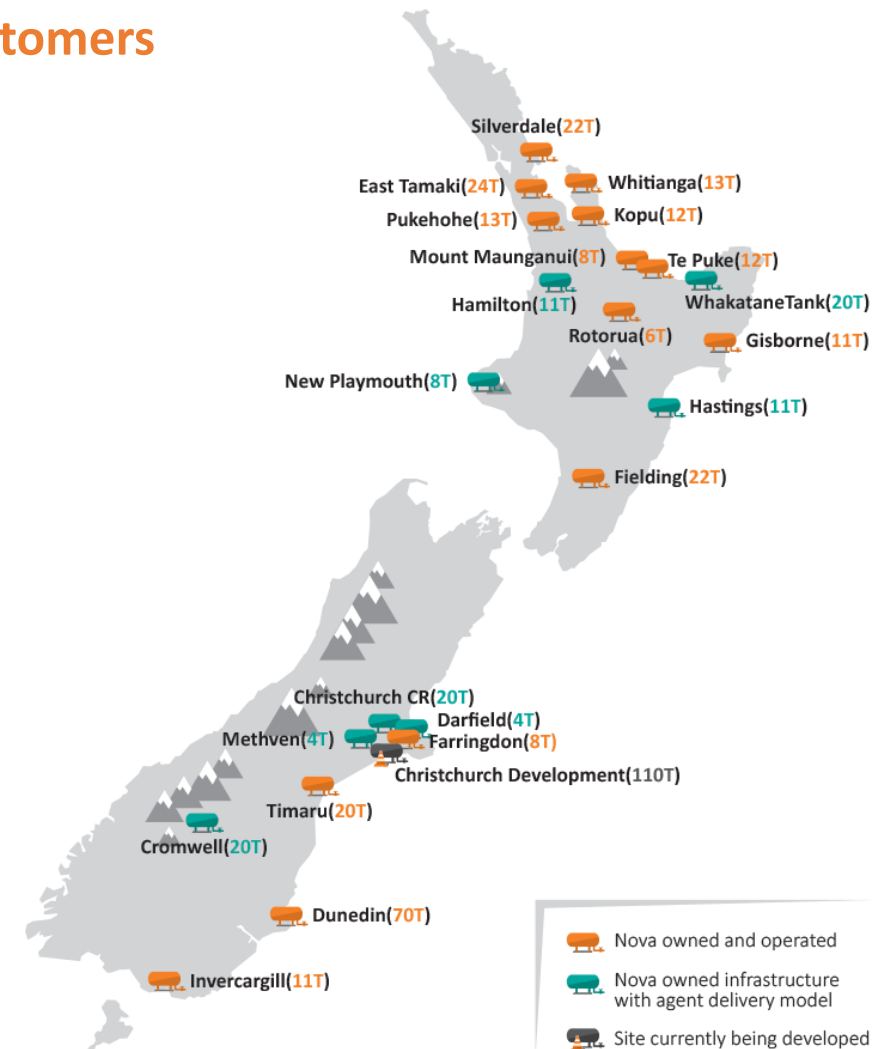 tomers
Silverdale(22T)
East Tamaki(24T)
Whitianga(13T)
Pukehohe(13T)
Kopu(12T)
Mount Maunganui(8T)
Te Puke(12T)
Hamilton(11T)
WhakataneTank(20T)
Rotorua(6T)
Gisborne(11T)
New Playmouth(8T)
Hastings(11T)
Fielding(22T)
Christchurch CR(20T)
Darfield(4T)
Methven(4T)
Farringdon(8T)
Christchurch Development(110T)
Timaru(20T)
Cromwell(20T)
Dunedin(70T)
Invercargill(11T)
Nova owned and operated
Nova owned infrastructure
with agent delivery model
Site currently being developed